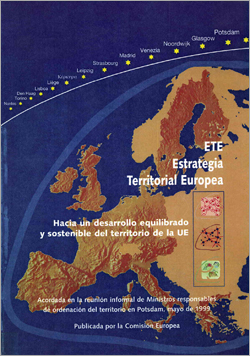 Potsdam
Glasgow
Noordwijk
Venezia
Madrid
Strasbourg
Leipzig
Liège
Lisboa
Den Haag
Torino
Nantes
ETE
Estrategia
Territorial Europea
Hacia un desarrollo equilibrado
y sostenible del territorio de la UE
Acordada en la reunión informal de Ministros responsables
de ordenación del territorio en Potsdam, mayo de 1999
Publicada por la Comisión Europea